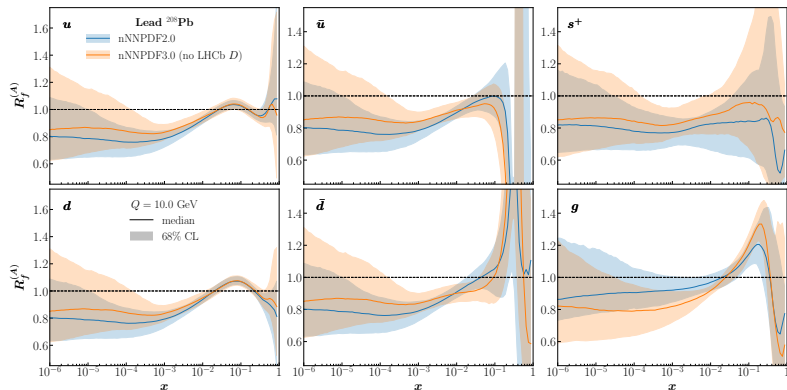 u
Lead ²⁰⁸Pb
nNNPDF2.0
nNNPDF3.0 (no LHCb D)
R_f^(A)
1.6
1.4
1.2
1.0
0.8
0.6
ū
1.4
1.2
1.0
0.8
0.6
s⁺
1.4
1.2
1.0
0.8
0.6
d
Q = 10.0 GeV
median
68% CL
R_f^(A)
1.6
1.4
1.2
1.0
0.8
0.6
10⁻⁶ 10⁻⁵ 10⁻⁴ 10⁻³ 10⁻² 10⁻¹ 1
x
d̄
1.4
1.2
1.0
0.8
0.6
10⁻⁶ 10⁻⁵ 10⁻⁴ 10⁻³ 10⁻² 10⁻¹ 1
x
g
1.4
1.2
1.0
0.8
0.6
10⁻⁶ 10⁻⁵ 10⁻⁴ 10⁻³ 10⁻² 10⁻¹ 1
x